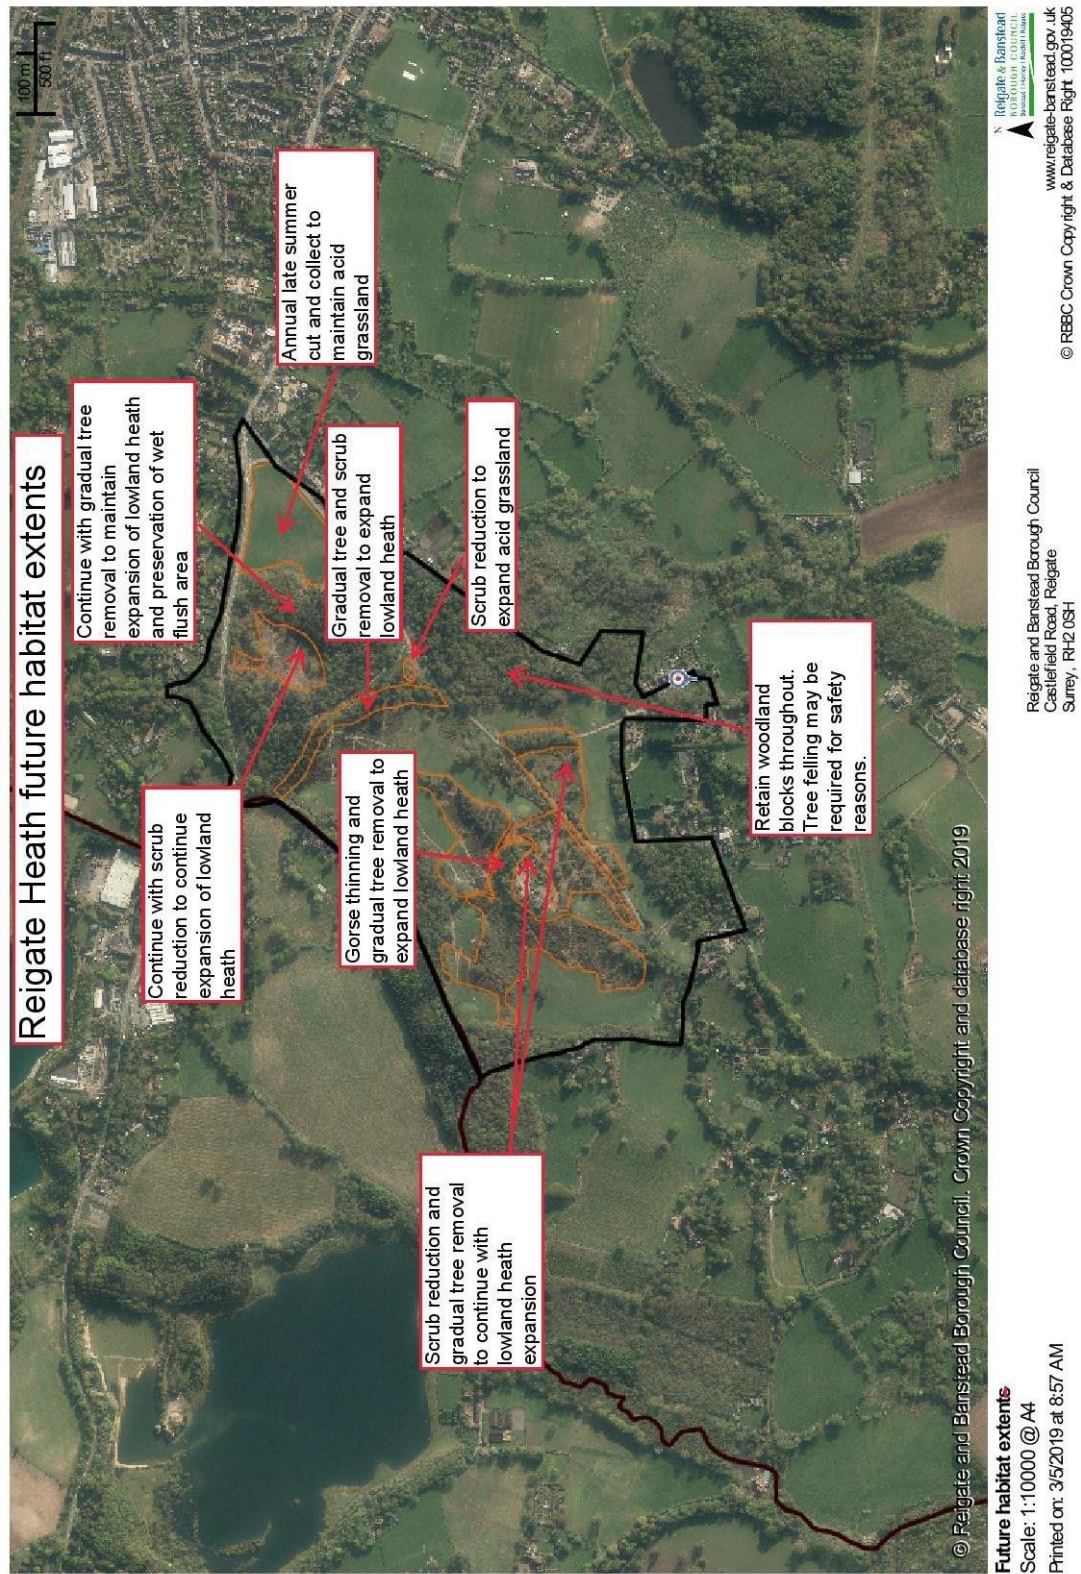 Reigate Heath future habitat extents
100 m
500 ft
Continue with scrub
reduction to continue
expansion of lowland
heath
Continue with gradual tree
removal to maintain
expansion of lowland heath
and preservation of wet
flush area
Annual late summer
cut and collect to
maintain acid
grassland
Gorse thinning and
gradual tree removal to
expand lowland heath
Gradual tree and scrub
removal to expand
lowland heath
Scrub reduction to
expand acid grassland
Scrub reduction and
gradual tree removal
to continue with
lowland heath
expansion
Retain woodland
blocks throughout.
Tree felling may be
required for safety
reasons.
© Reigate and Banstead Borough Council. Crown Copyright and database right 2019
Future habitat extents
Scale: 1:10000 @ A4
Printed on: 3/5/2019 at 8:57 AM
Reigate and Banstead Borough Council
Castlefield Road, Reigate
Surrey, RH2 0SH
N
Reigate & Banstead
BOROUGH COUNCIL
Banstead | Horley | Redhill | Reigate
www.reigate-banstead.gov.uk
© RBBC Crown Copyright & Database Right 100019405